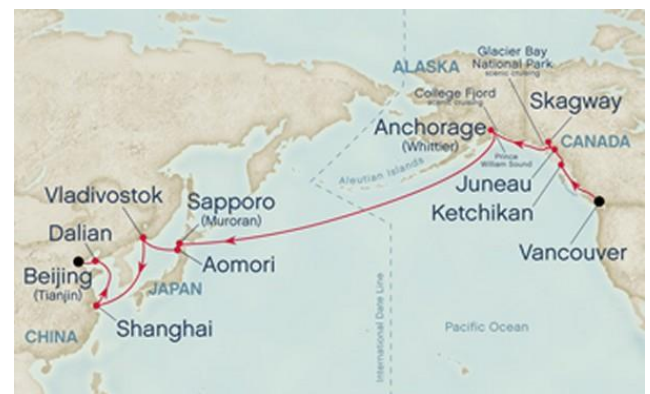 Glacier Bay
National Park
scenic cruising
ALASKA
College Fjord
scenic cruising
Skagway
Anchorage
(Whittier)
CANADA
Prince
William Sound
Aleutian Islands
Juneau
Ketchikan
Vancouver
Vladivostok
Sapporo
(Muroran)
Dalian
Aomori
Beijing
(Tianjin)
JAPAN
Shanghai
CHINA
International Date Line
Pacific Ocean